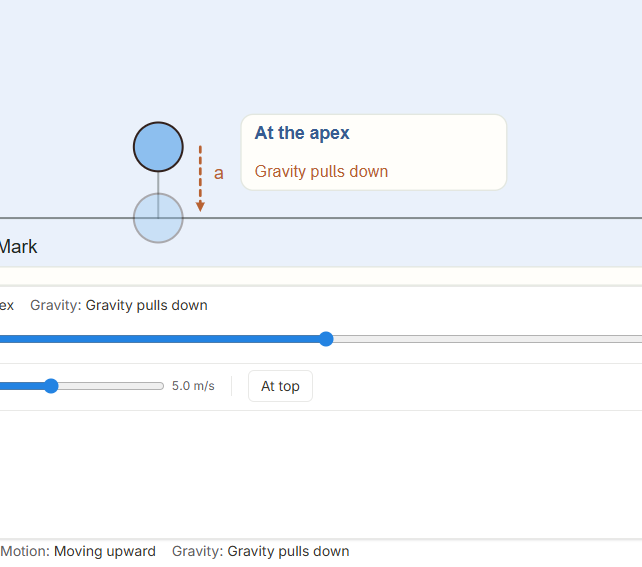 At the apex
a
Gravity pulls down
Mark
ex Gravity: Gravity pulls down
5.0 m/s At top
Motion: Moving upward Gravity: Gravity pulls down